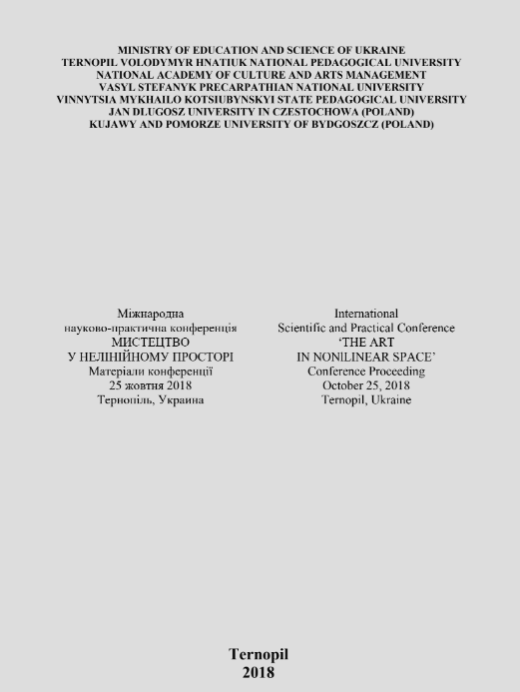 MINISTRY OF EDUCATION AND SCIENCE OF UKRAINE
TERNOPIL VOLODYMYR HNATIUK NATIONAL PEDAGOGICAL UNIVERSITY
NATIONAL ACADEMY OF CULTURE AND ARTS MANAGEMENT
VASYL STEFANYK PRECARPATHIAN NATIONAL UNIVERSITY
VINNYTSIA MYKHAILO KOTSIUBYNSKYI STATE PEDAGOGICAL UNIVERSITY
JAN DLUGOSZ UNIVERSITY IN CZESTOCHOWA (POLAND)
KUJAWY AND POMORZE UNIVERSITY OF BYDGOSZCZ (POLAND)
Міжнародна
науково-практична конференція
МИСТЕЦТВО
У НЕЛІНІЙНОМУ ПРОСТОРІ
Матеріали конференції
25 жовтня 2018
Тернопіль, Украина
International
Scientific and Practical Conference
‘THE ART
IN NON|LINEAR SPACE’
Conference Proceeding
October 25, 2018
Ternopil, Ukraine
Ternopil
2018